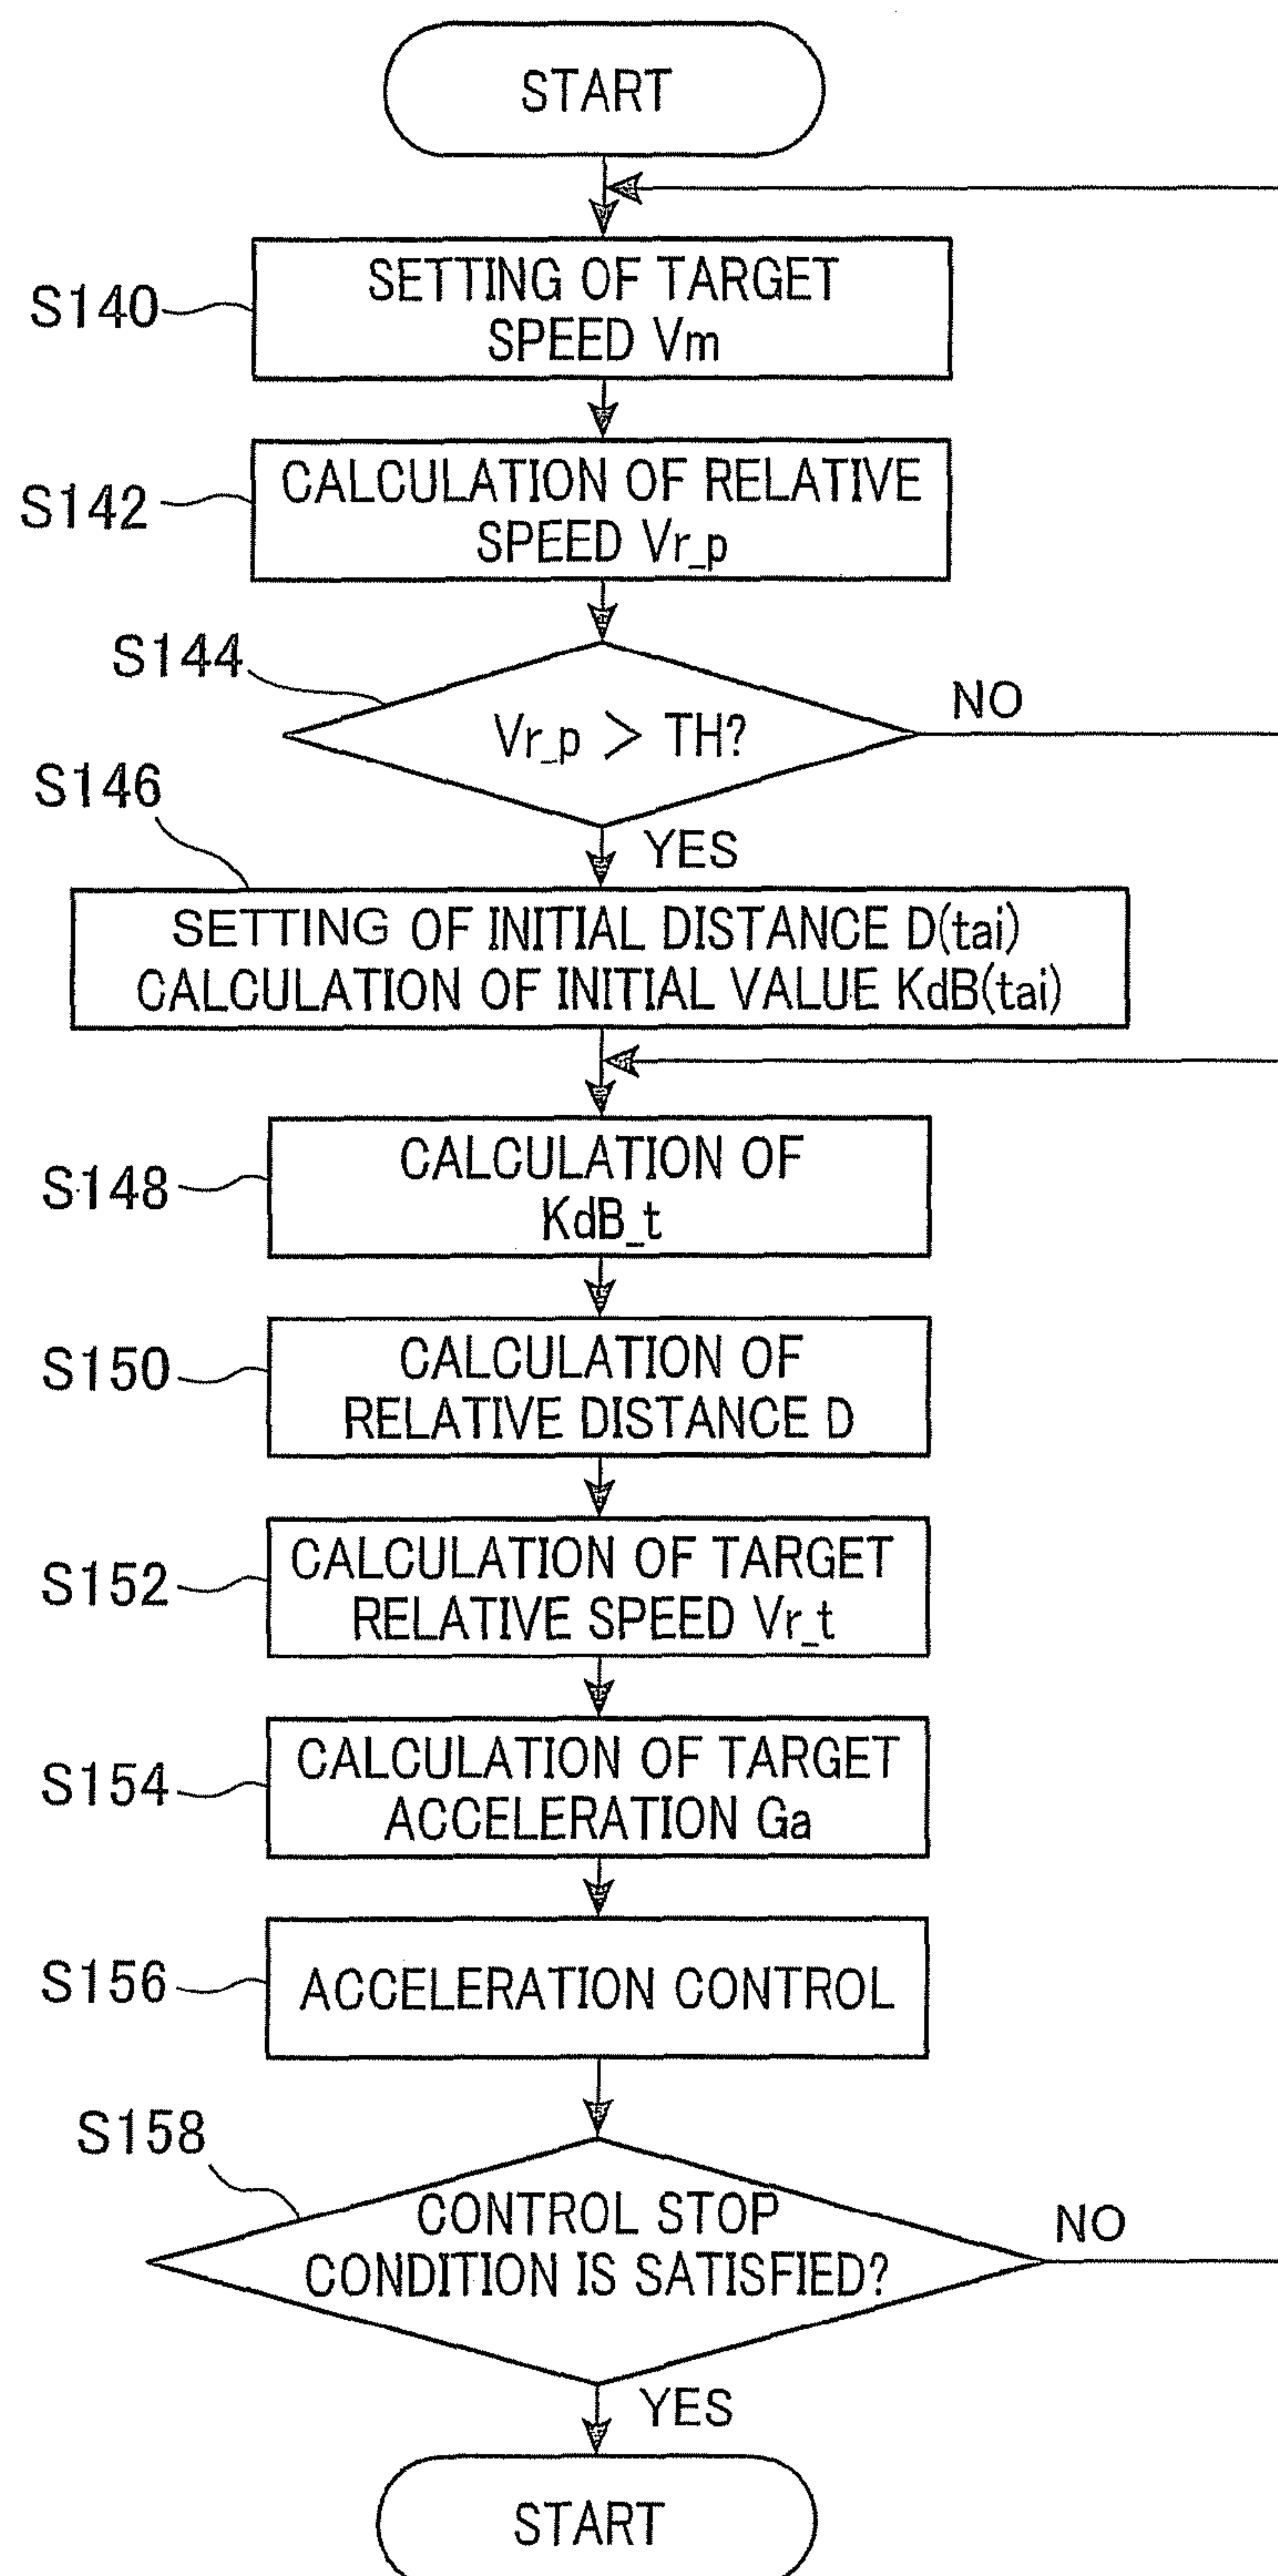 START
S140
SETTING OF TARGET
SPEED Vm
S142
CALCULATION OF RELATIVE
SPEED Vr_p
S144
Vr_p > TH?
NO
YES
S146
SETTING OF INITIAL DISTANCE D(tai)
CALCULATION OF INITIAL VALUE KdB(tai)
S148
CALCULATION OF
KdB_t
S150
CALCULATION OF
RELATIVE DISTANCE D
S152
CALCULATION OF TARGET
RELATIVE SPEED Vr_t
S154
CALCULATION OF TARGET
ACCELERATION Ga
S156
ACCELERATION CONTROL
S158
CONTROL STOP
CONDITION IS SATISFIED?
NO
YES
START